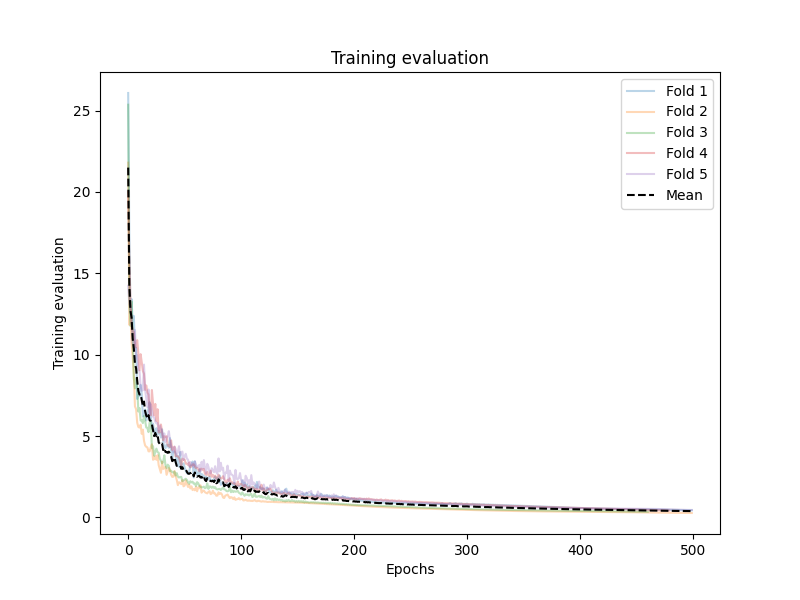 Training evaluation
Training evaluation
25
20
15
10
5
0
0 100 200 300 400 500
Epochs
Fold 1
Fold 2
Fold 3
Fold 4
Fold 5
Mean